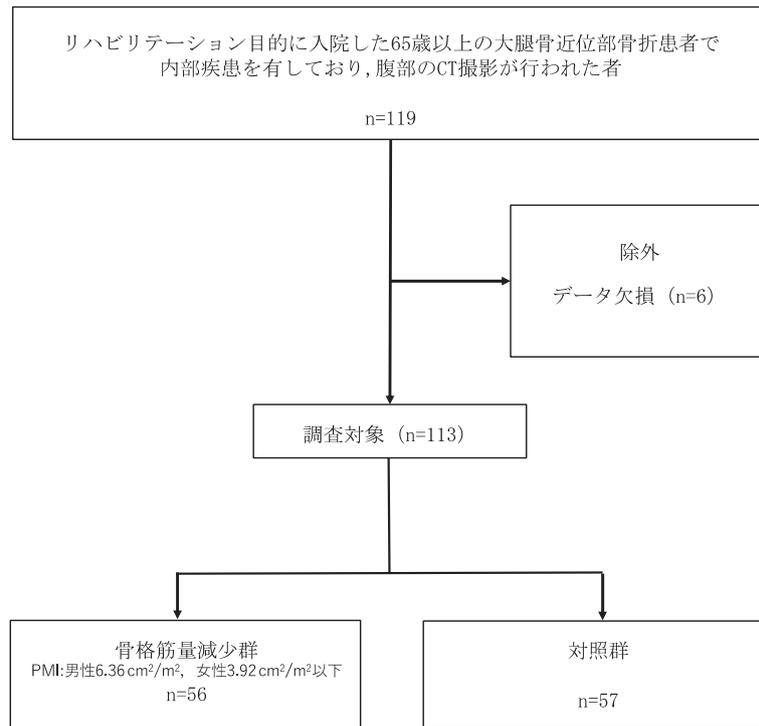 リハビリテーション目的に入院した65歳以上の大腿骨近位部骨折患者で
内部疾患を有しており,腹部のCT撮影が行われた者
n=119
除外
データ欠損 (n=6)
調査対象 (n=113)
骨格筋量減少群
PMI:男性6.36cm²/m², 女性3.92cm²/m²以下
n=56
対照群
n=57